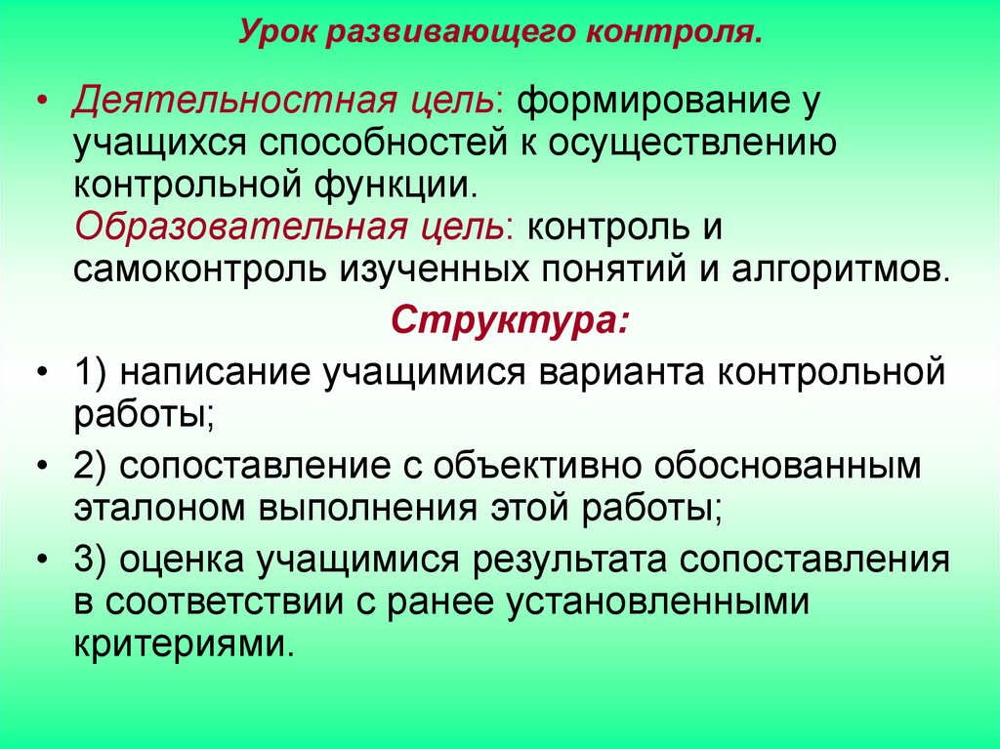 Урок развивающего контроля.
• Деятельностная цель: формирование у
учащихся способностей к осуществлению
контрольной функции.
Образовательная цель: контроль и
самоконтроль изученных понятий и алгоритмов.
Структура:
• 1) написание учащимися варианта контрольной
работы;
• 2) сопоставление с объективно обоснованным
эталоном выполнения этой работы;
• 3) оценка учащимися результата сопоставления
в соответствии с ранее установленными
критериями.